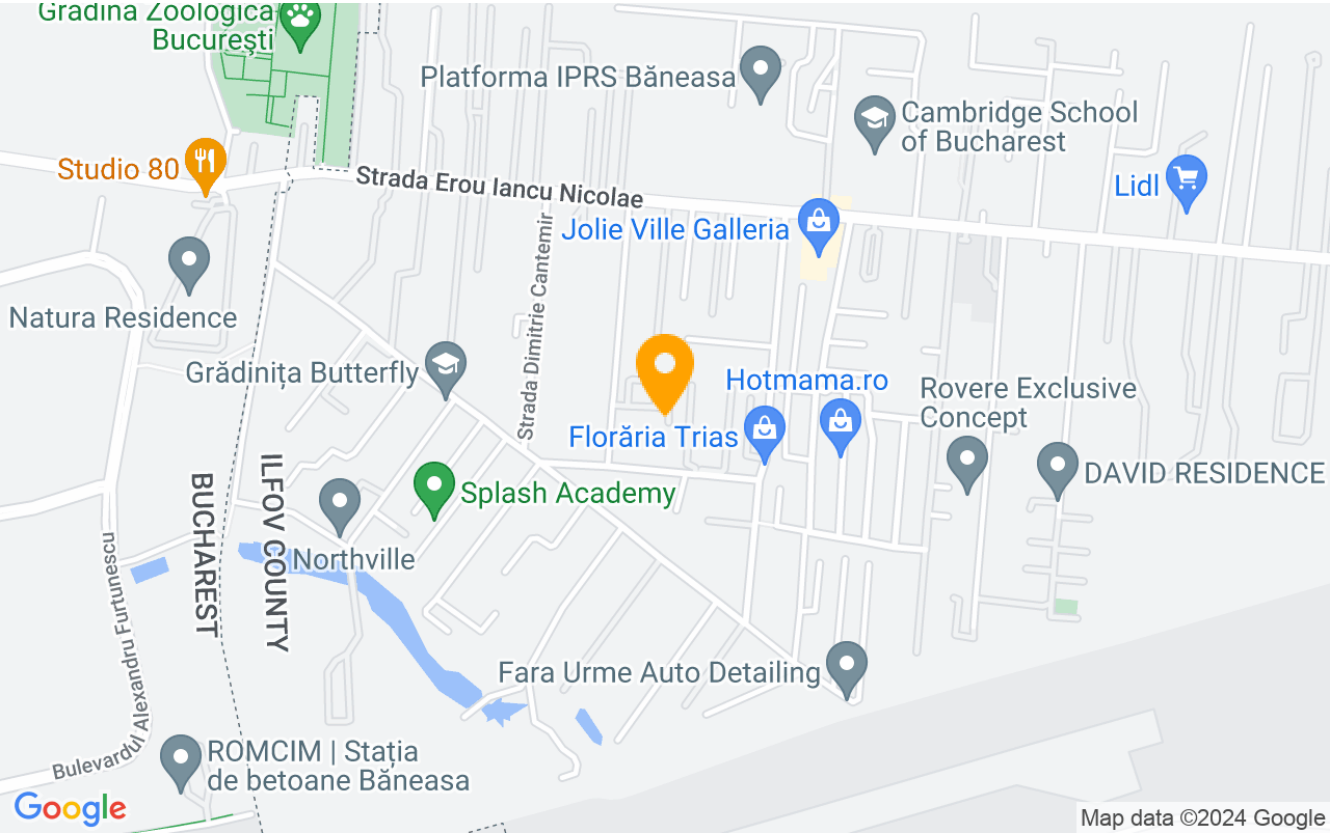 Grădina Zoologică
București
Platforma IPRS Băneasa
Cambridge School
of Bucharest
Studio 80
Strada Erou Iancu Nicolae
Lidl
Jolie Ville Galleria
Strada Dimitrie Cantemir
Natura Residence
Grădinița Butterfly
Hotmama.ro
Rovere Exclusive
Concept
Florăria Trias
DAVID RESIDENCE
BUCHAREST
ILFOV COUNTY
Splash Academy
Northville
Bulevardul Alexandru Furtunescu
Fara Urme Auto Detailing
ROMCIM | Stația
de betoane Băneasa
Google
Map data ©2024 Google